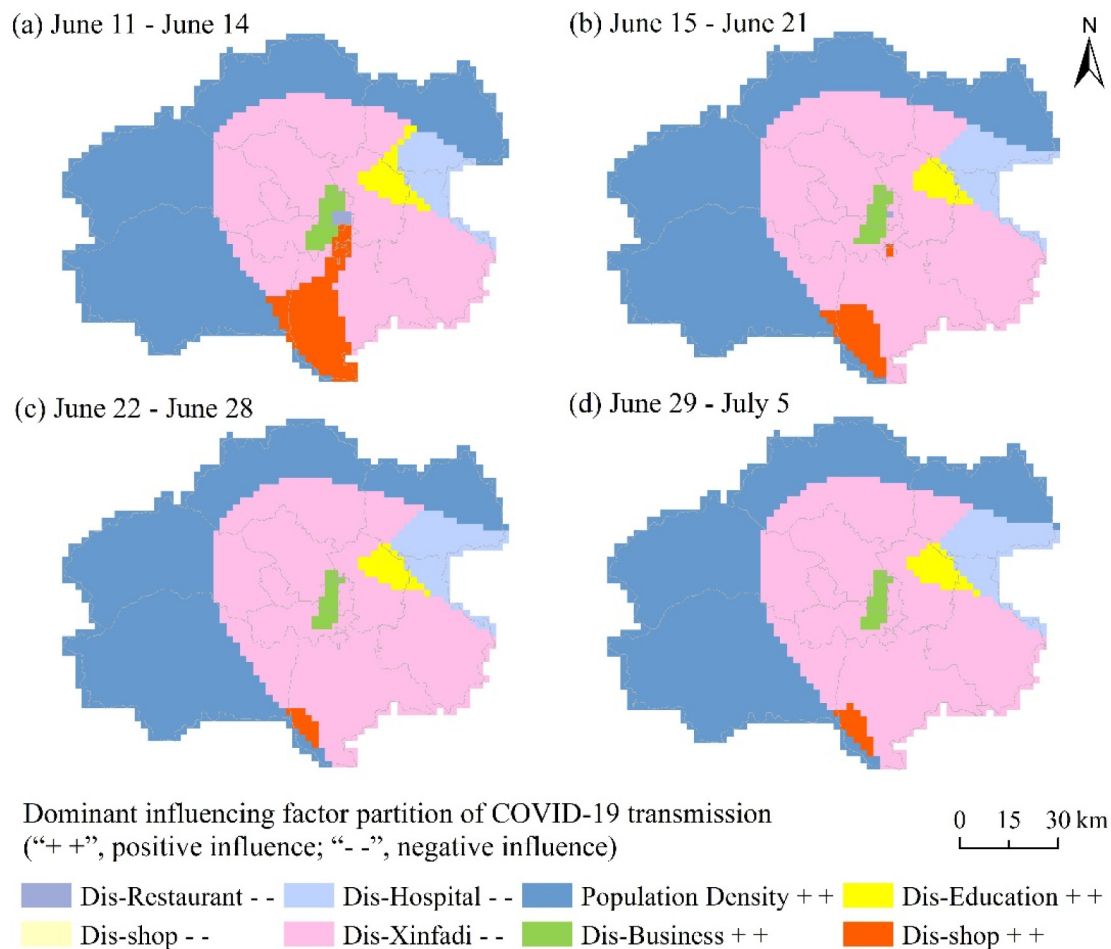 (a) June 11 - June 14
(b) June 15 - June 21
N
(c) June 22 - June 28
(d) June 29 - July 5
Dominant influencing factor partition of COVID-19 transmission
(“+ +”, positive influence; “- -”, negative influence)
0 15 30 km
Dis-Restaurant - -
Dis-Hospital - -
Population Density + +
Dis-Education + +
Dis-shop - -
Dis-Xinfadi - -
Dis-Business + +
Dis-shop + +